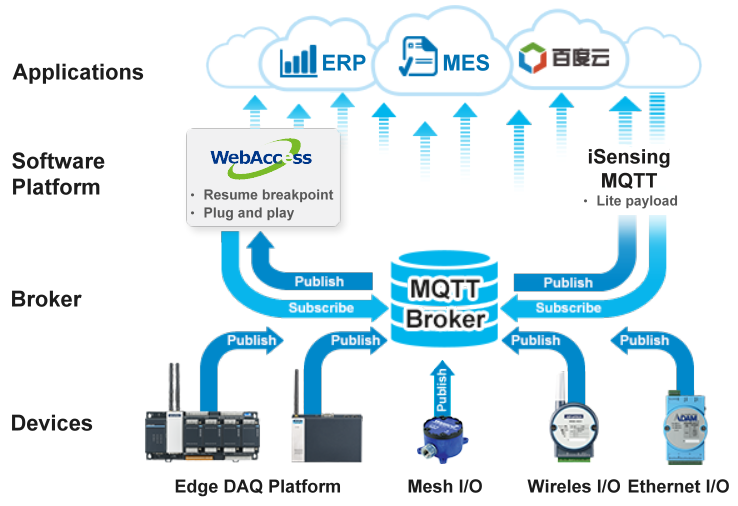 Applications
ERP
MES
百度云
Software
Platform
WebAccess
· Resume breakpoint
· Plug and play
iSensing
MQTT
· Lite payload
Broker
Publish
Subscribe
MQTT
Broker
Publish
Subscribe
Publish
Publish
Publish
Publish
Publish
Devices
ADAM
Edge DAQ Platform
Mesh I/O
Wireles I/O
Ethernet I/O